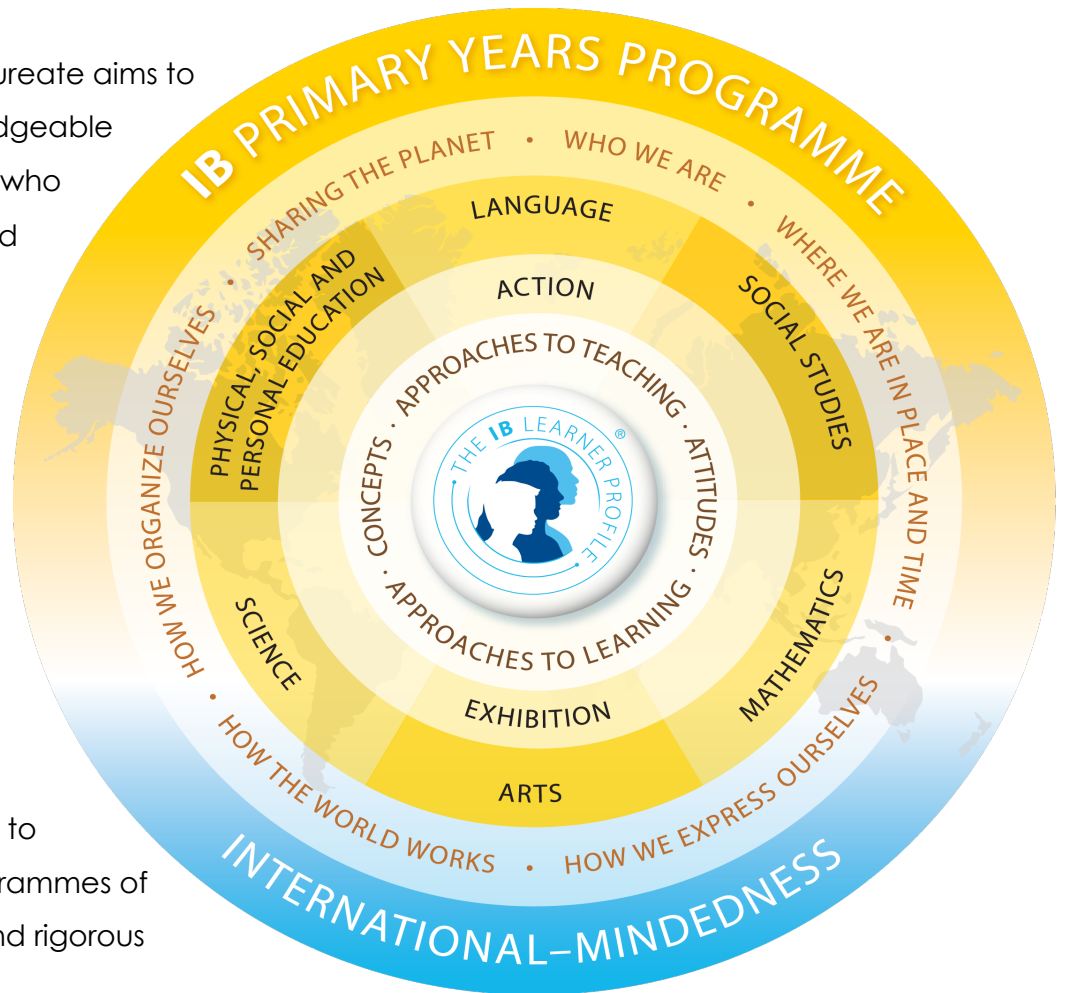 ureate aims to
dgeable
who
d
to
rammes of
nd rigorous
IB PRIMARY YEARS PROGRAMME
SHARING THE PLANET • WHO WE ARE • WHERE WE ARE IN PLACE AND TIME • HOW WE EXPRESS OURSELVES • HOW THE WORLD WORKS • HOW WE ORGANIZE OURSELVES •
LANGUAGE
SOCIAL STUDIES
MATHEMATICS
ARTS
SCIENCE
PHYSICAL, SOCIAL AND
PERSONAL EDUCATION
ACTION
EXHIBITION
APPROACHES TO TEACHING · ATTITUDES · APPROACHES TO LEARNING · CONCEPTS ·
THE IB LEARNER PROFILE ®
INTERNATIONAL–MINDEDNESS